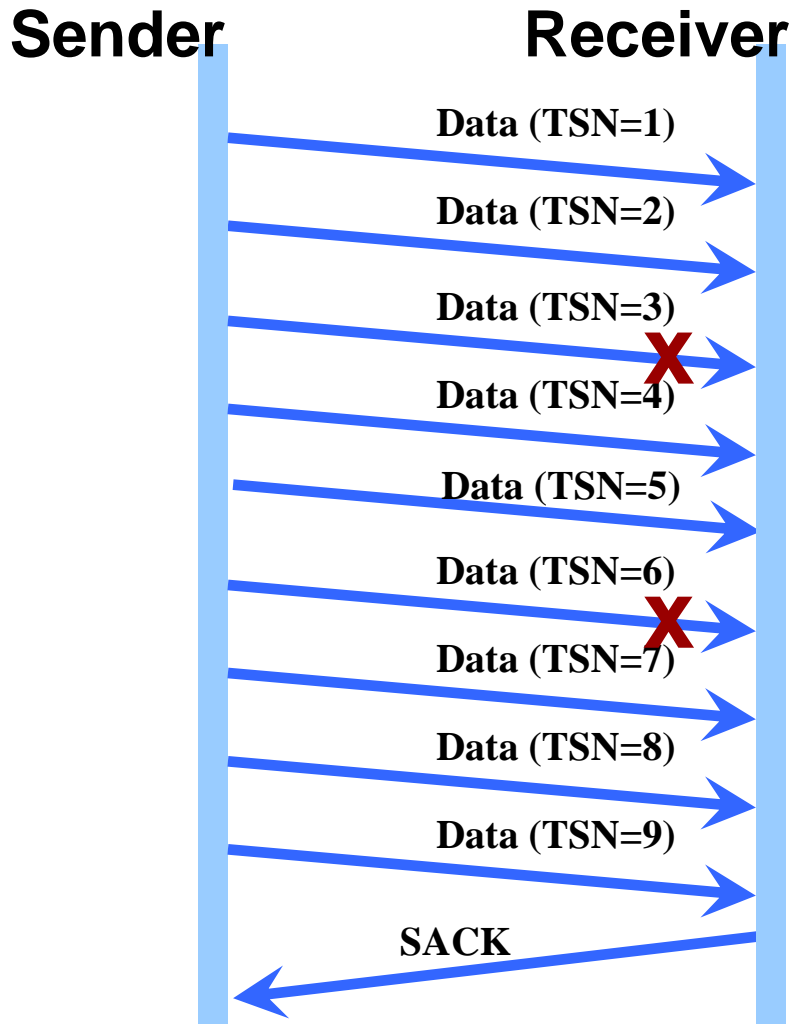 Sender Receiver
Data (TSN=1)
Data (TSN=2)
Data (TSN=3)
X
Data (TSN=4)
Data (TSN=5)
Data (TSN=6)
X
Data (TSN=7)
Data (TSN=8)
Data (TSN=9)
SACK